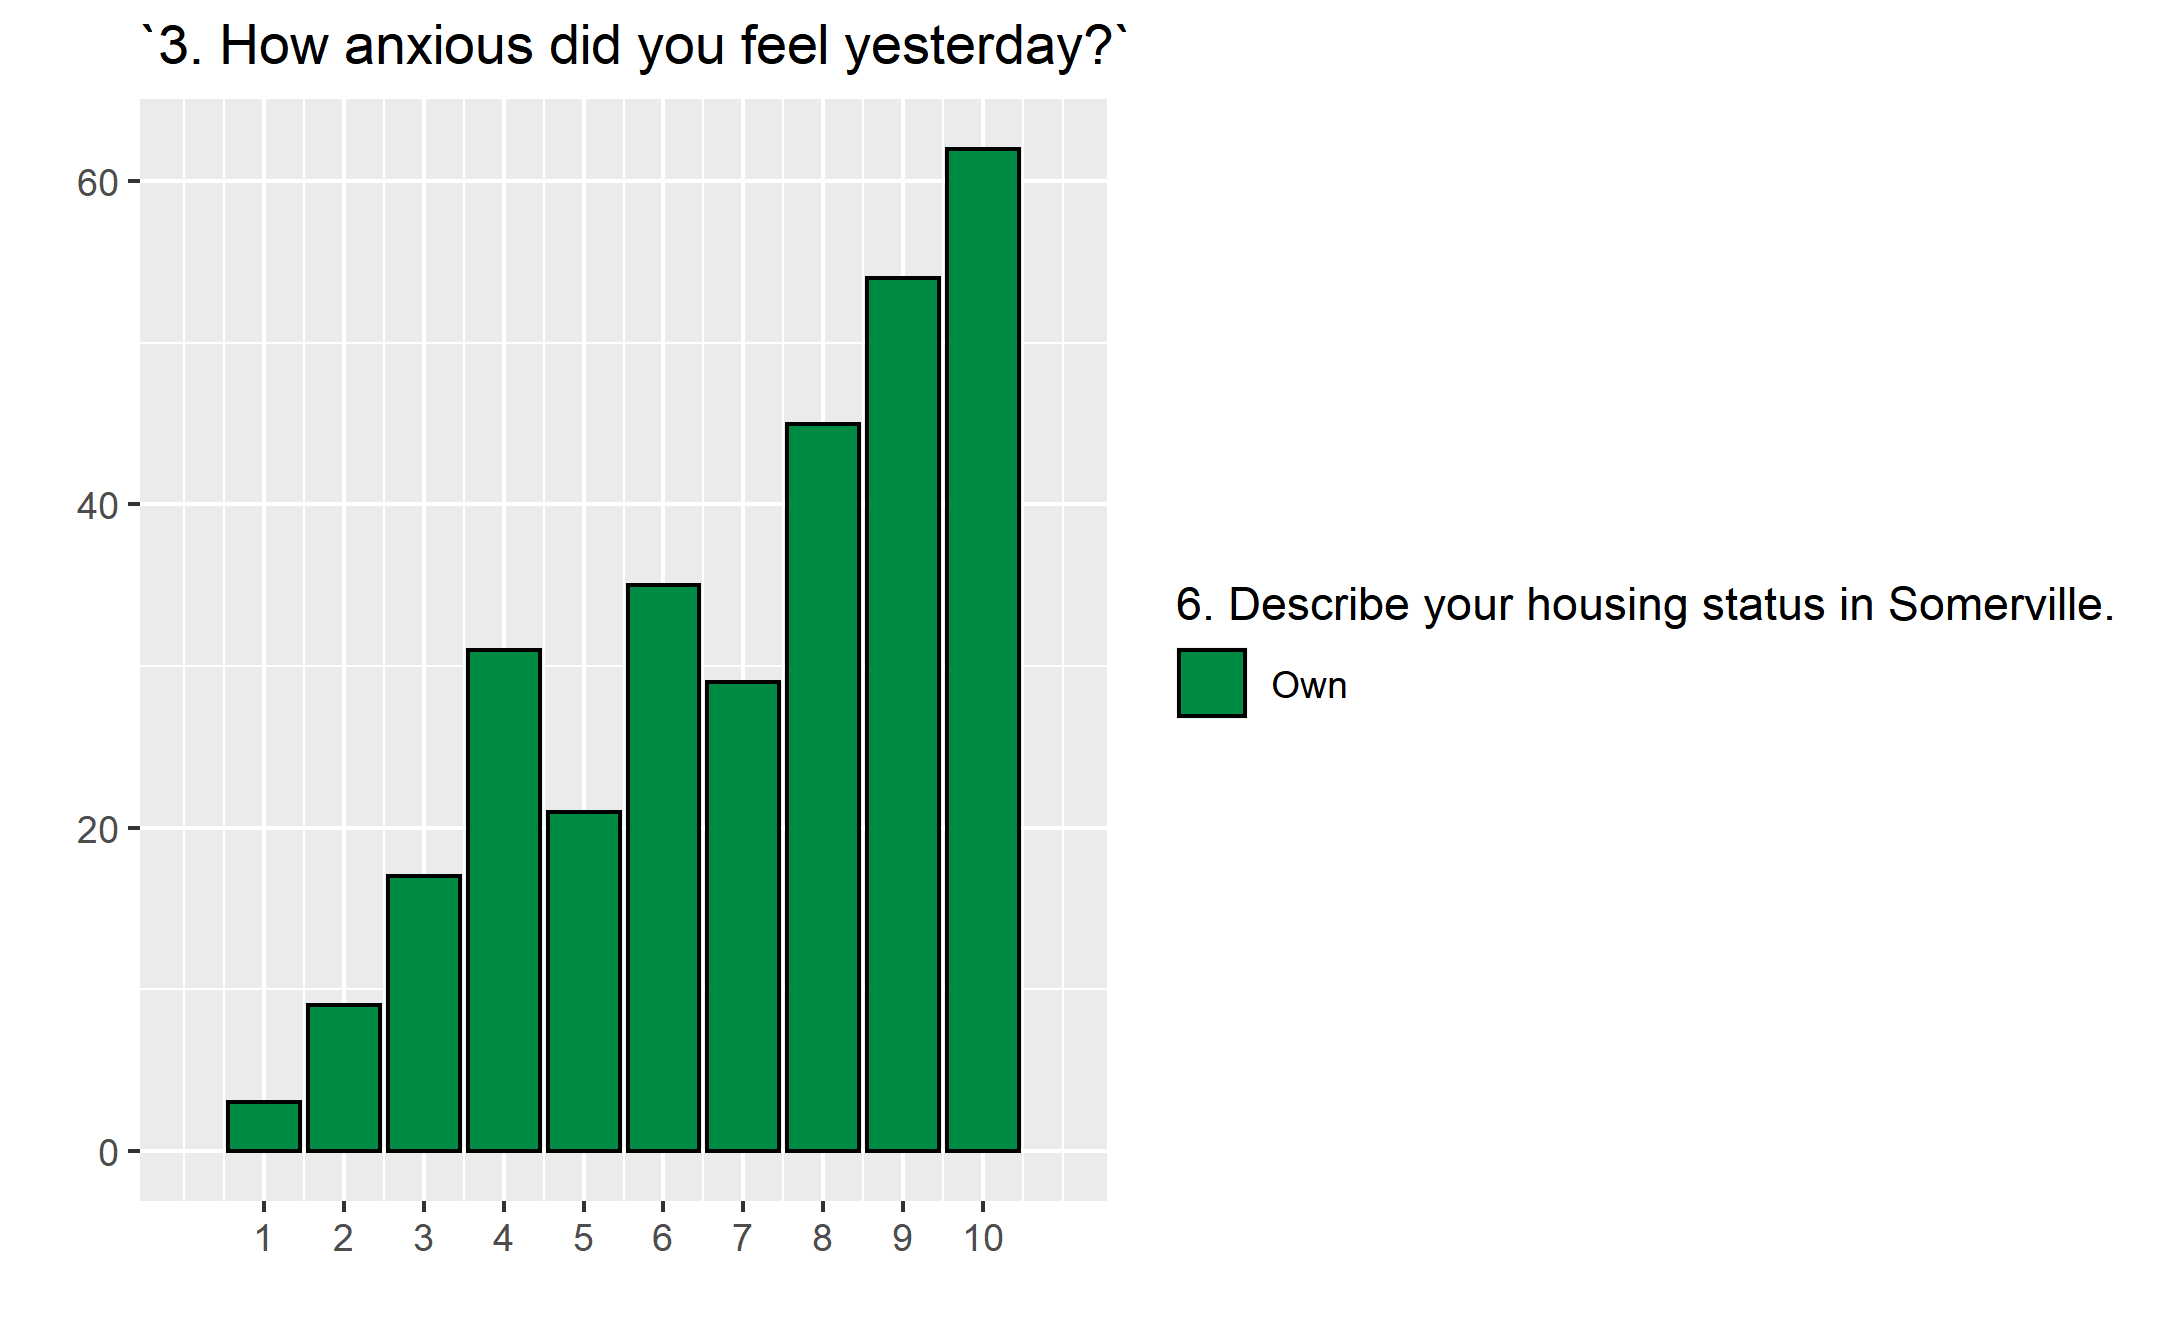 `3. How anxious did you feel yesterday?`
60
40
20
0
1 2 3 4 5 6 7 8 9 10
6. Describe your housing status in Somerville.
Own